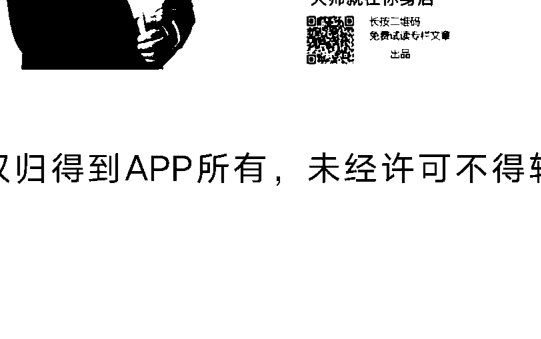 大师就在你身后
长按二维码
免费试读专栏文章
出品
权归得到APP所有，未经许可不得转